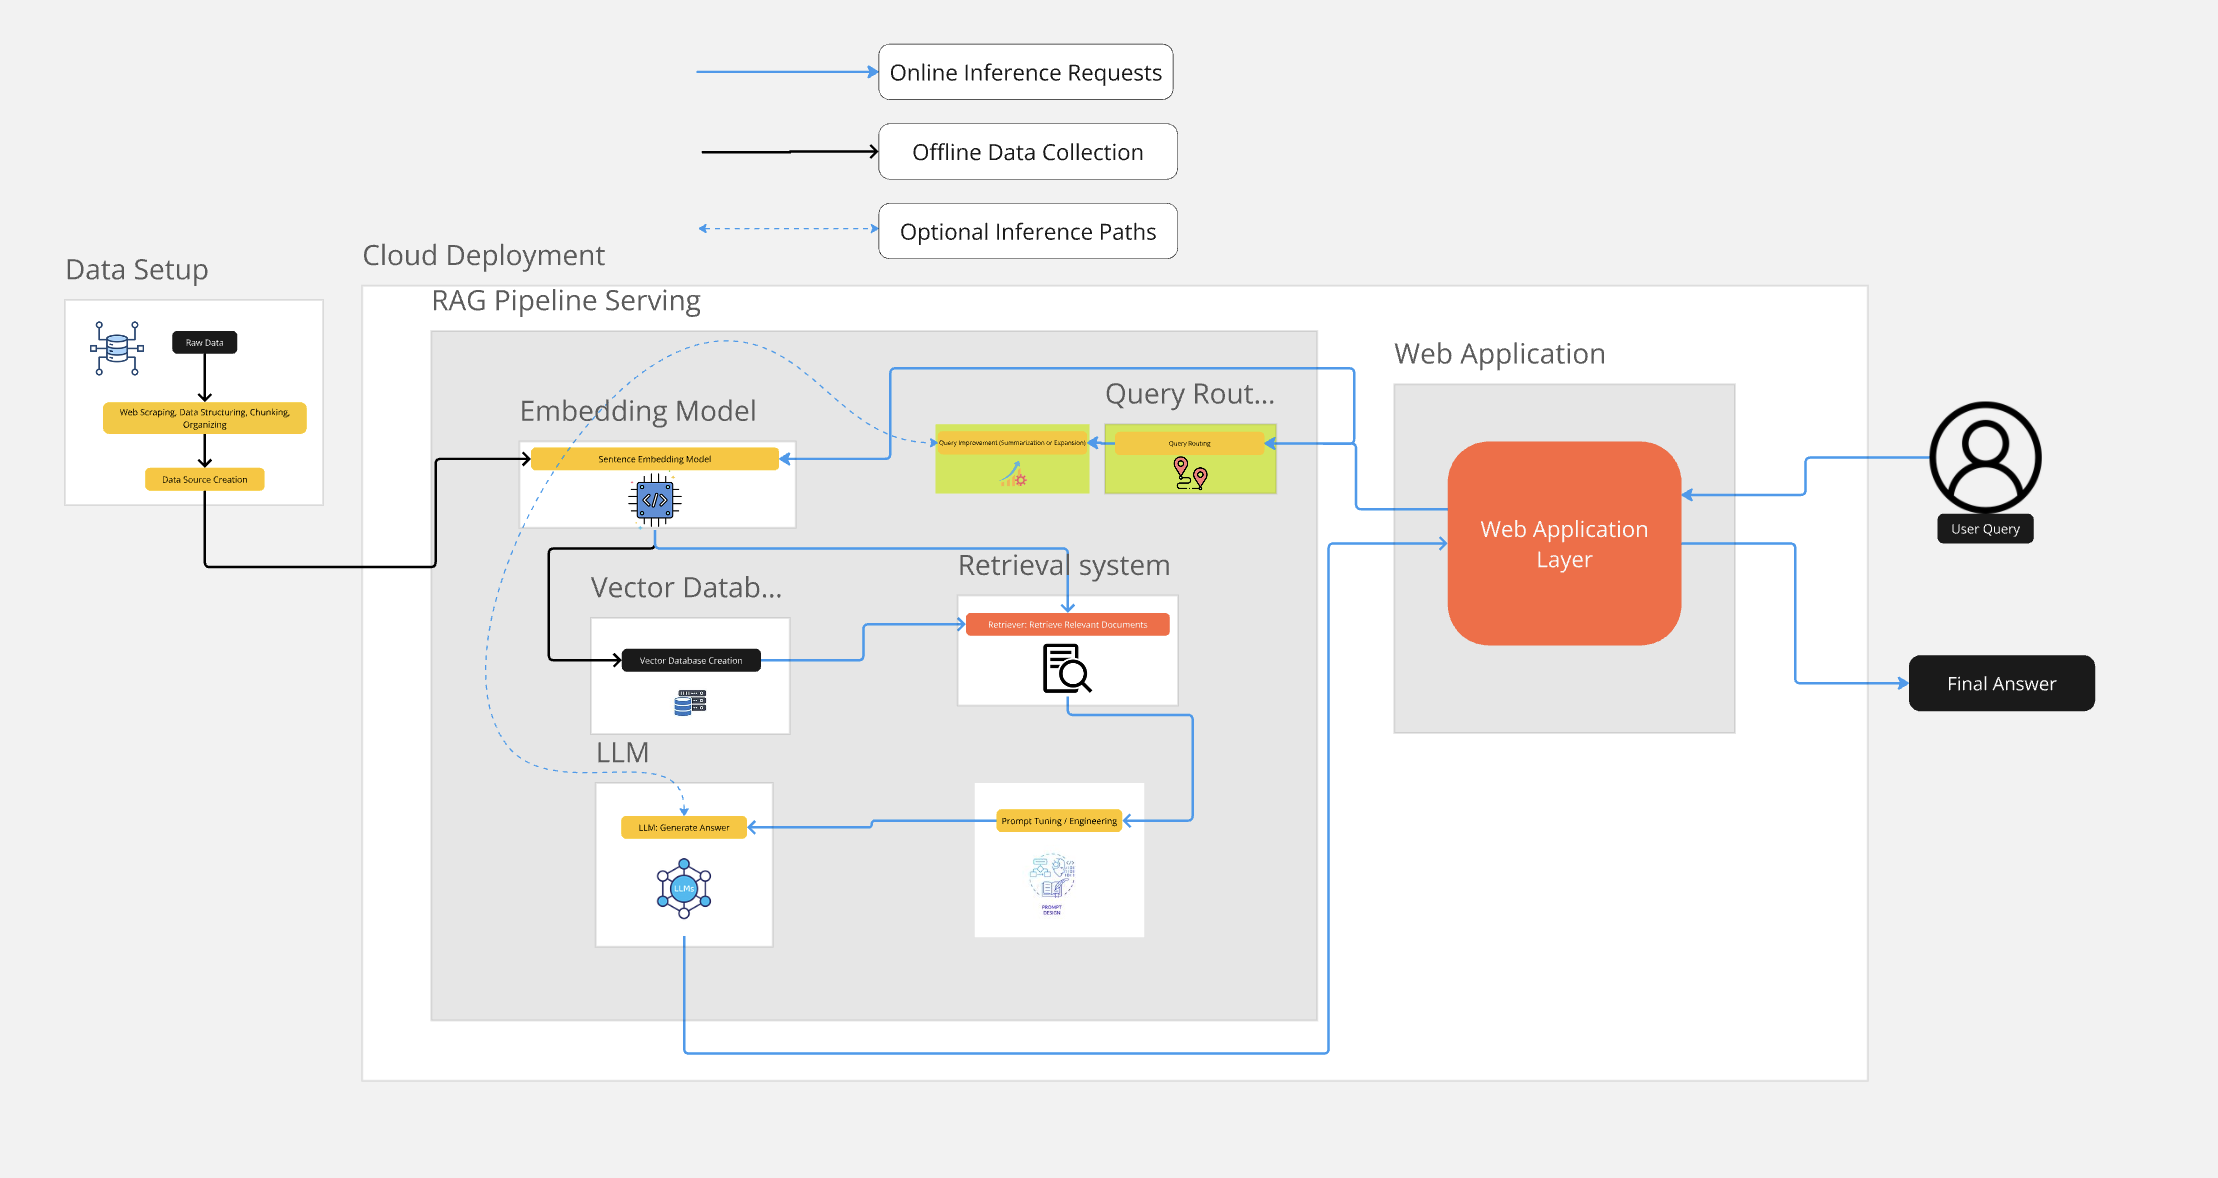 Online Inference Requests
Offline Data Collection
Optional Inference Paths
Data Setup
Raw Data
Web Scraping, Data Structuring, Chunking,
Organizing
Data Source Creation
Cloud Deployment
RAG Pipeline Serving
Embedding Model
Sentence Embedding Model
Query Improvement (Summarization or Expansion)
Query Rout...
Query Routing
Vector Datab...
Vector Database Creation
Retrieval system
Retriever: Retrieve Relevant Documents
LLM
LLM: Generate Answer
LLMs
Prompt Tuning / Engineering
PROMPT
DESIGN
Web Application
Web Application
Layer
User Query
Final Answer